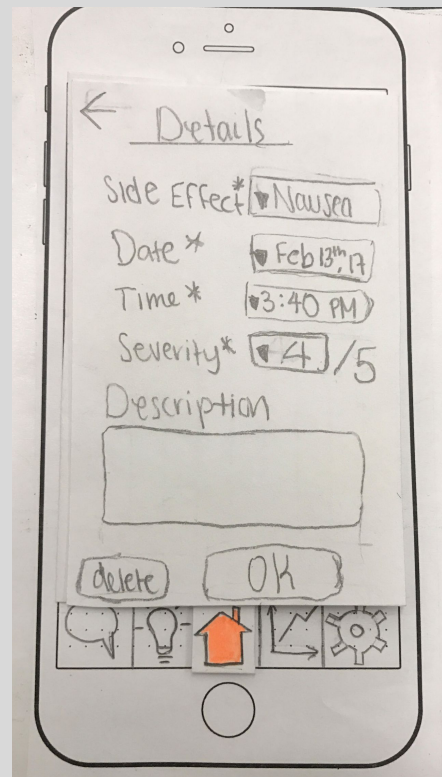 Details
Side Effect* Nausea
Date* Feb 13th, 17
Time* 3:40 PM
Severity* 4/5
Description
delete OK